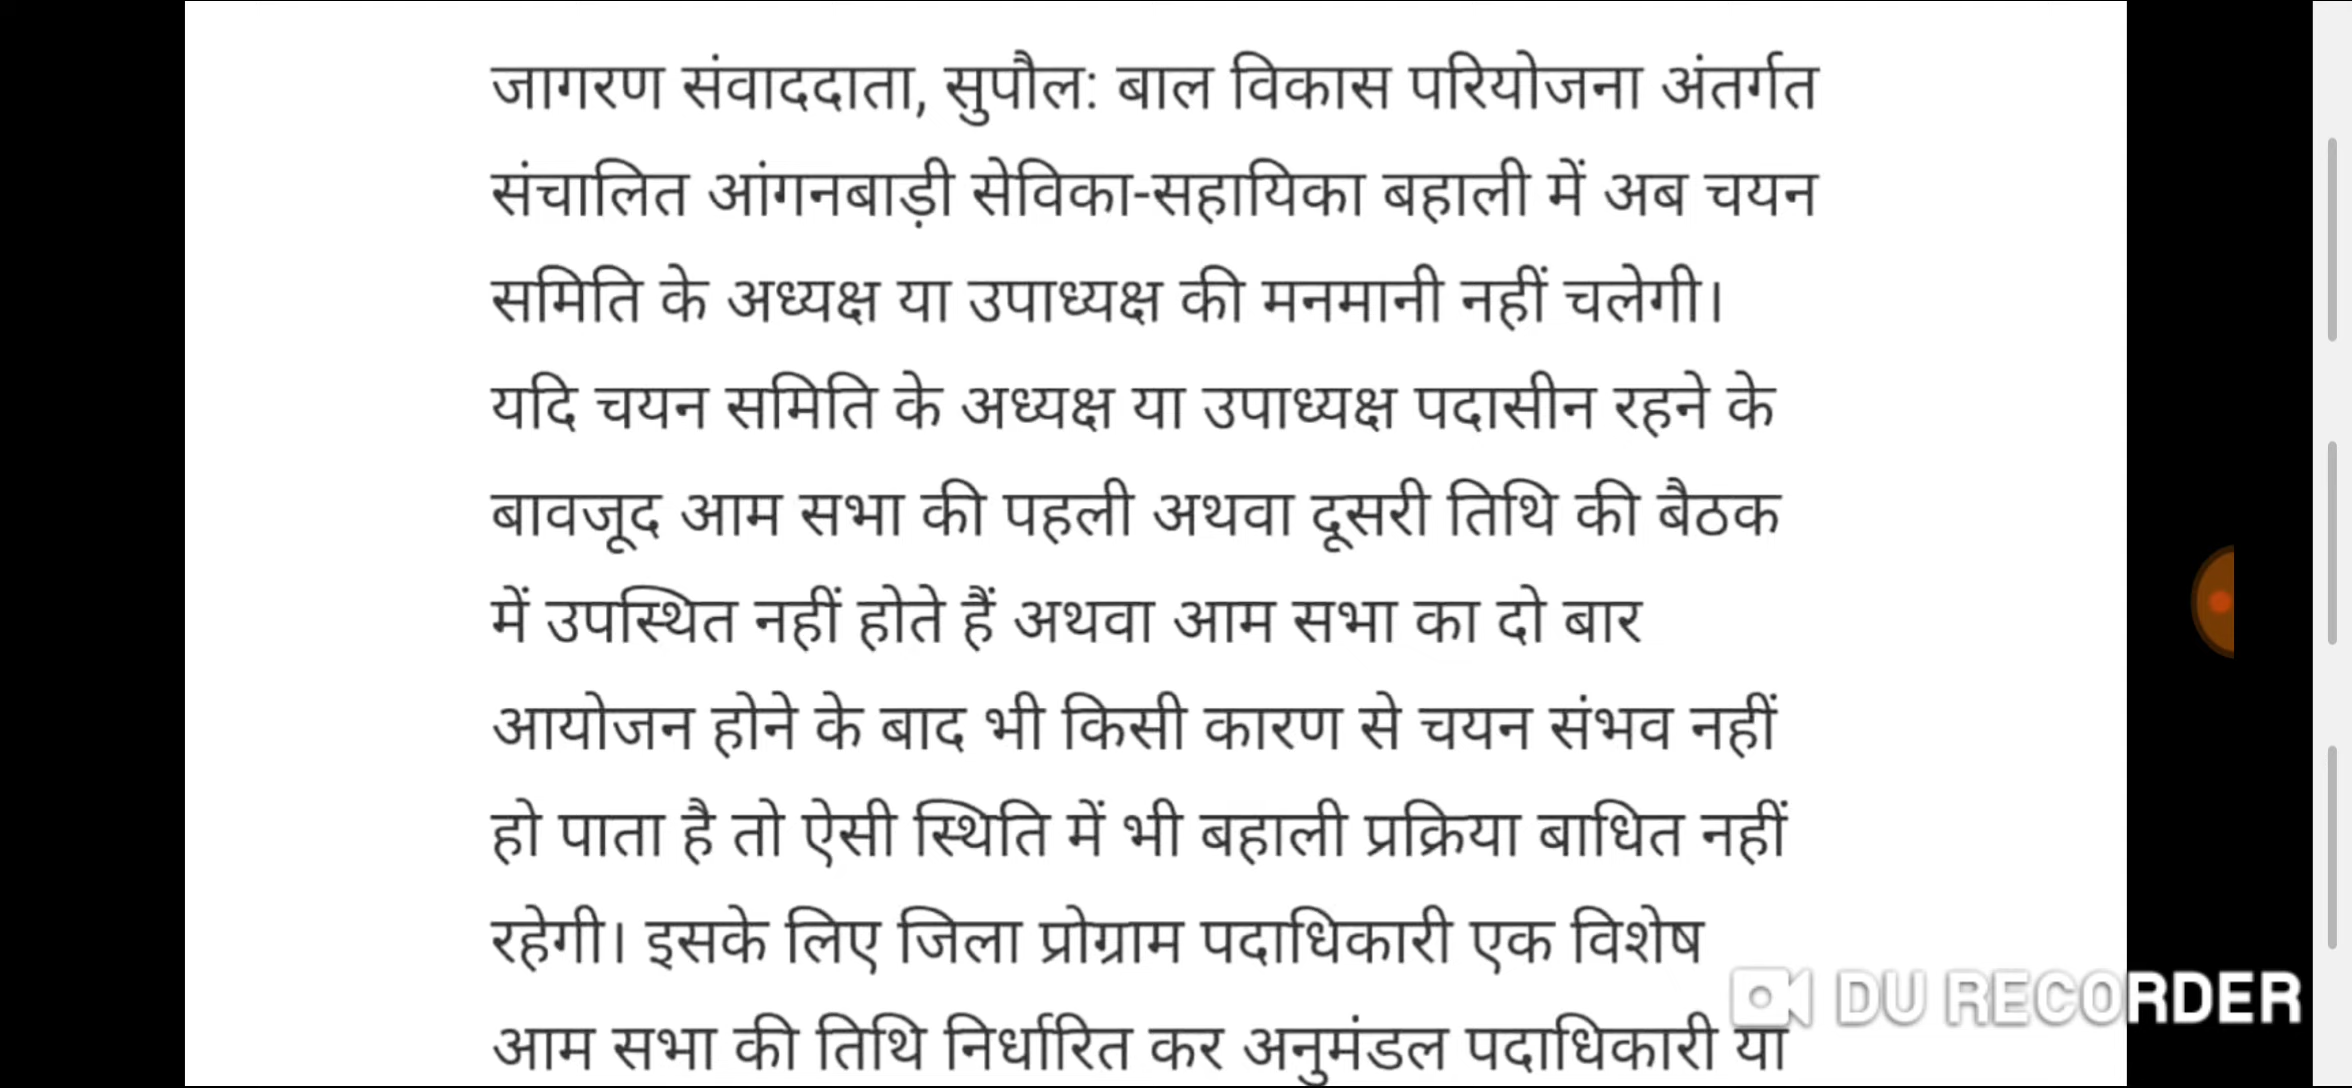 जागरण संवाददाता, सुपौल: बाल विकास परियोजना अंतर्गत
संचालित आंगनबाड़ी सेविका-सहायिका बहाली में अब चयन
समिति के अध्यक्ष या उपाध्यक्ष की मनमानी नहीं चलेगी।
यदि चयन समिति के अध्यक्ष या उपाध्यक्ष पदासीन रहने के
बावजूद आम सभा की पहली अथवा दूसरी तिथि की बैठक
में उपस्थित नहीं होते हैं अथवा आम सभा का दो बार
आयोजन होने के बाद भी किसी कारण से चयन संभव नहीं
हो पाता है तो ऐसी स्थिति में भी बहाली प्रक्रिया बाधित नहीं
रहेगी। इसके लिए जिला प्रोग्राम पदाधिकारी एक विशेष
आम सभा की तिथि निर्धारित कर अनुमंडल पदाधिकारी या
DU RECORDER